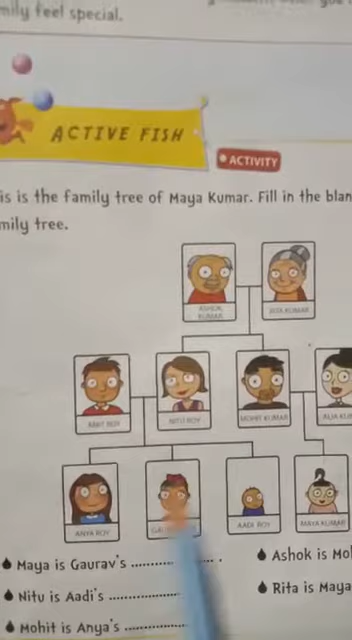 mily feel special.
ACTIVE FISH
ACTIVITY
is is the family tree of Maya Kumar. Fill in the blan
mily tree.
ASHOK KUMAR
RITA KUMAR
AMIT ROY
NITU ROY
MOHIT KUMAR
ANYA ROY
AADI ROY
MAYA KUMAR
Maya is Gaurav's ..................
Ashok is Mo
Nitu is Aadi's ..................
Rita is Maya
Mohit is Anya's ..................